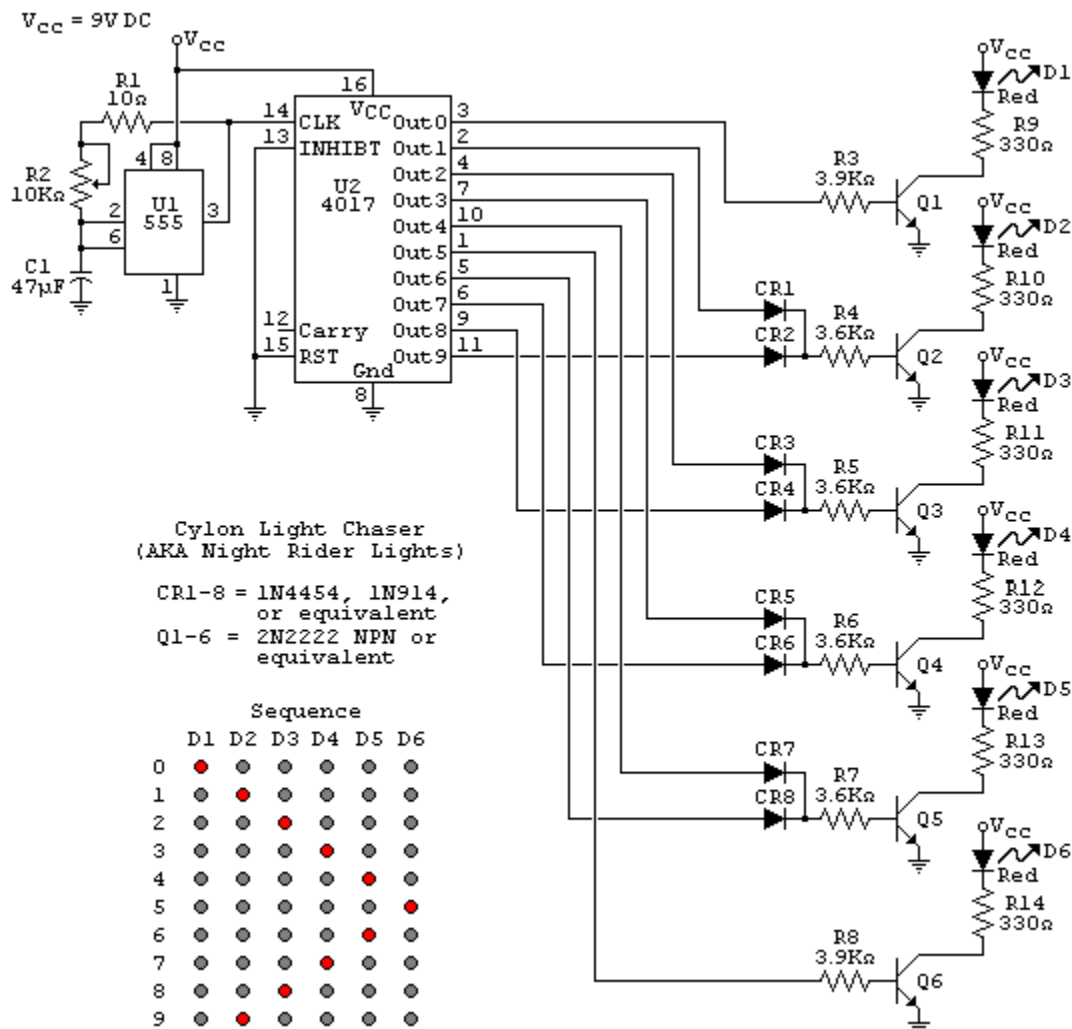 VCC = 9V DC
VCC
R1
10Ω
R2
10KΩ
C1
47µF
4 8
U1
555
2
6
3
1
16
VCC
14 CLK
13 INHIBT
U2
4017
12 Carry
15 RST
Gnd
8
Out0 3
Out1 2
Out2 4
Out3 7
Out4 10
Out5 1
Out6 5
Out7 6
Out8 9
Out9 11
R3
3.9KΩ
Q1
VCC
D1
Red
R9
330Ω
CR1
CR2
R4
3.6KΩ
Q2
VCC
D2
Red
R10
330Ω
CR3
CR4
R5
3.6KΩ
Q3
VCC
D3
Red
R11
330Ω
CR5
CR6
R6
3.6KΩ
Q4
VCC
D4
Red
R12
330Ω
CR7
CR8
R7
3.6KΩ
Q5
VCC
D5
Red
R13
330Ω
R8
3.9KΩ
Q6
VCC
D6
Red
R14
330Ω
Cylon Light Chaser
(AKA Night Rider Lights)
CR1-8 = 1N4454, 1N914,
or equivalent
Q1-6 = 2N2222 NPN or
equivalent
Sequence
D1 D2 D3 D4 D5 D6
0
1
2
3
4
5
6
7
8
9